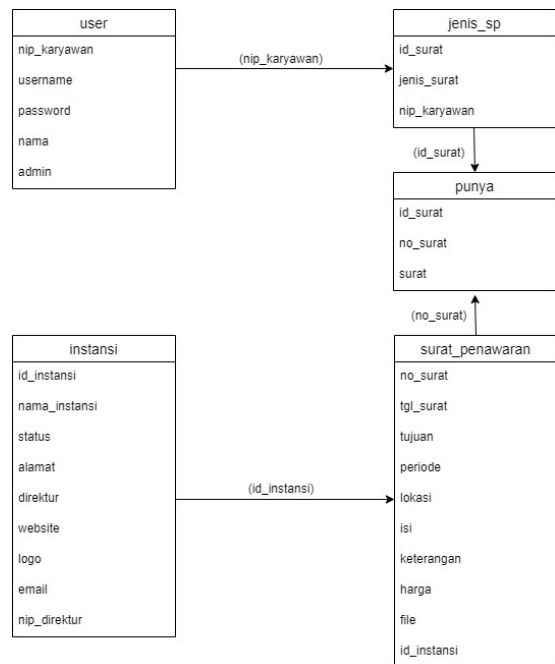 user
nip_karyawan
username
password
nama
admin
(nip_karyawan)
jenis_sp
id_surat
jenis_surat
nip_karyawan
(id_surat)
punya
id_surat
no_surat
surat
(no_surat)
instansi
id_instansi
nama_instansi
status
alamat
direktur
website
logo
email
nip_direktur
(id_instansi)
surat_penawaran
no_surat
tgl_surat
tujuan
periode
lokasi
isi
keterangan
harga
file
id_instansi